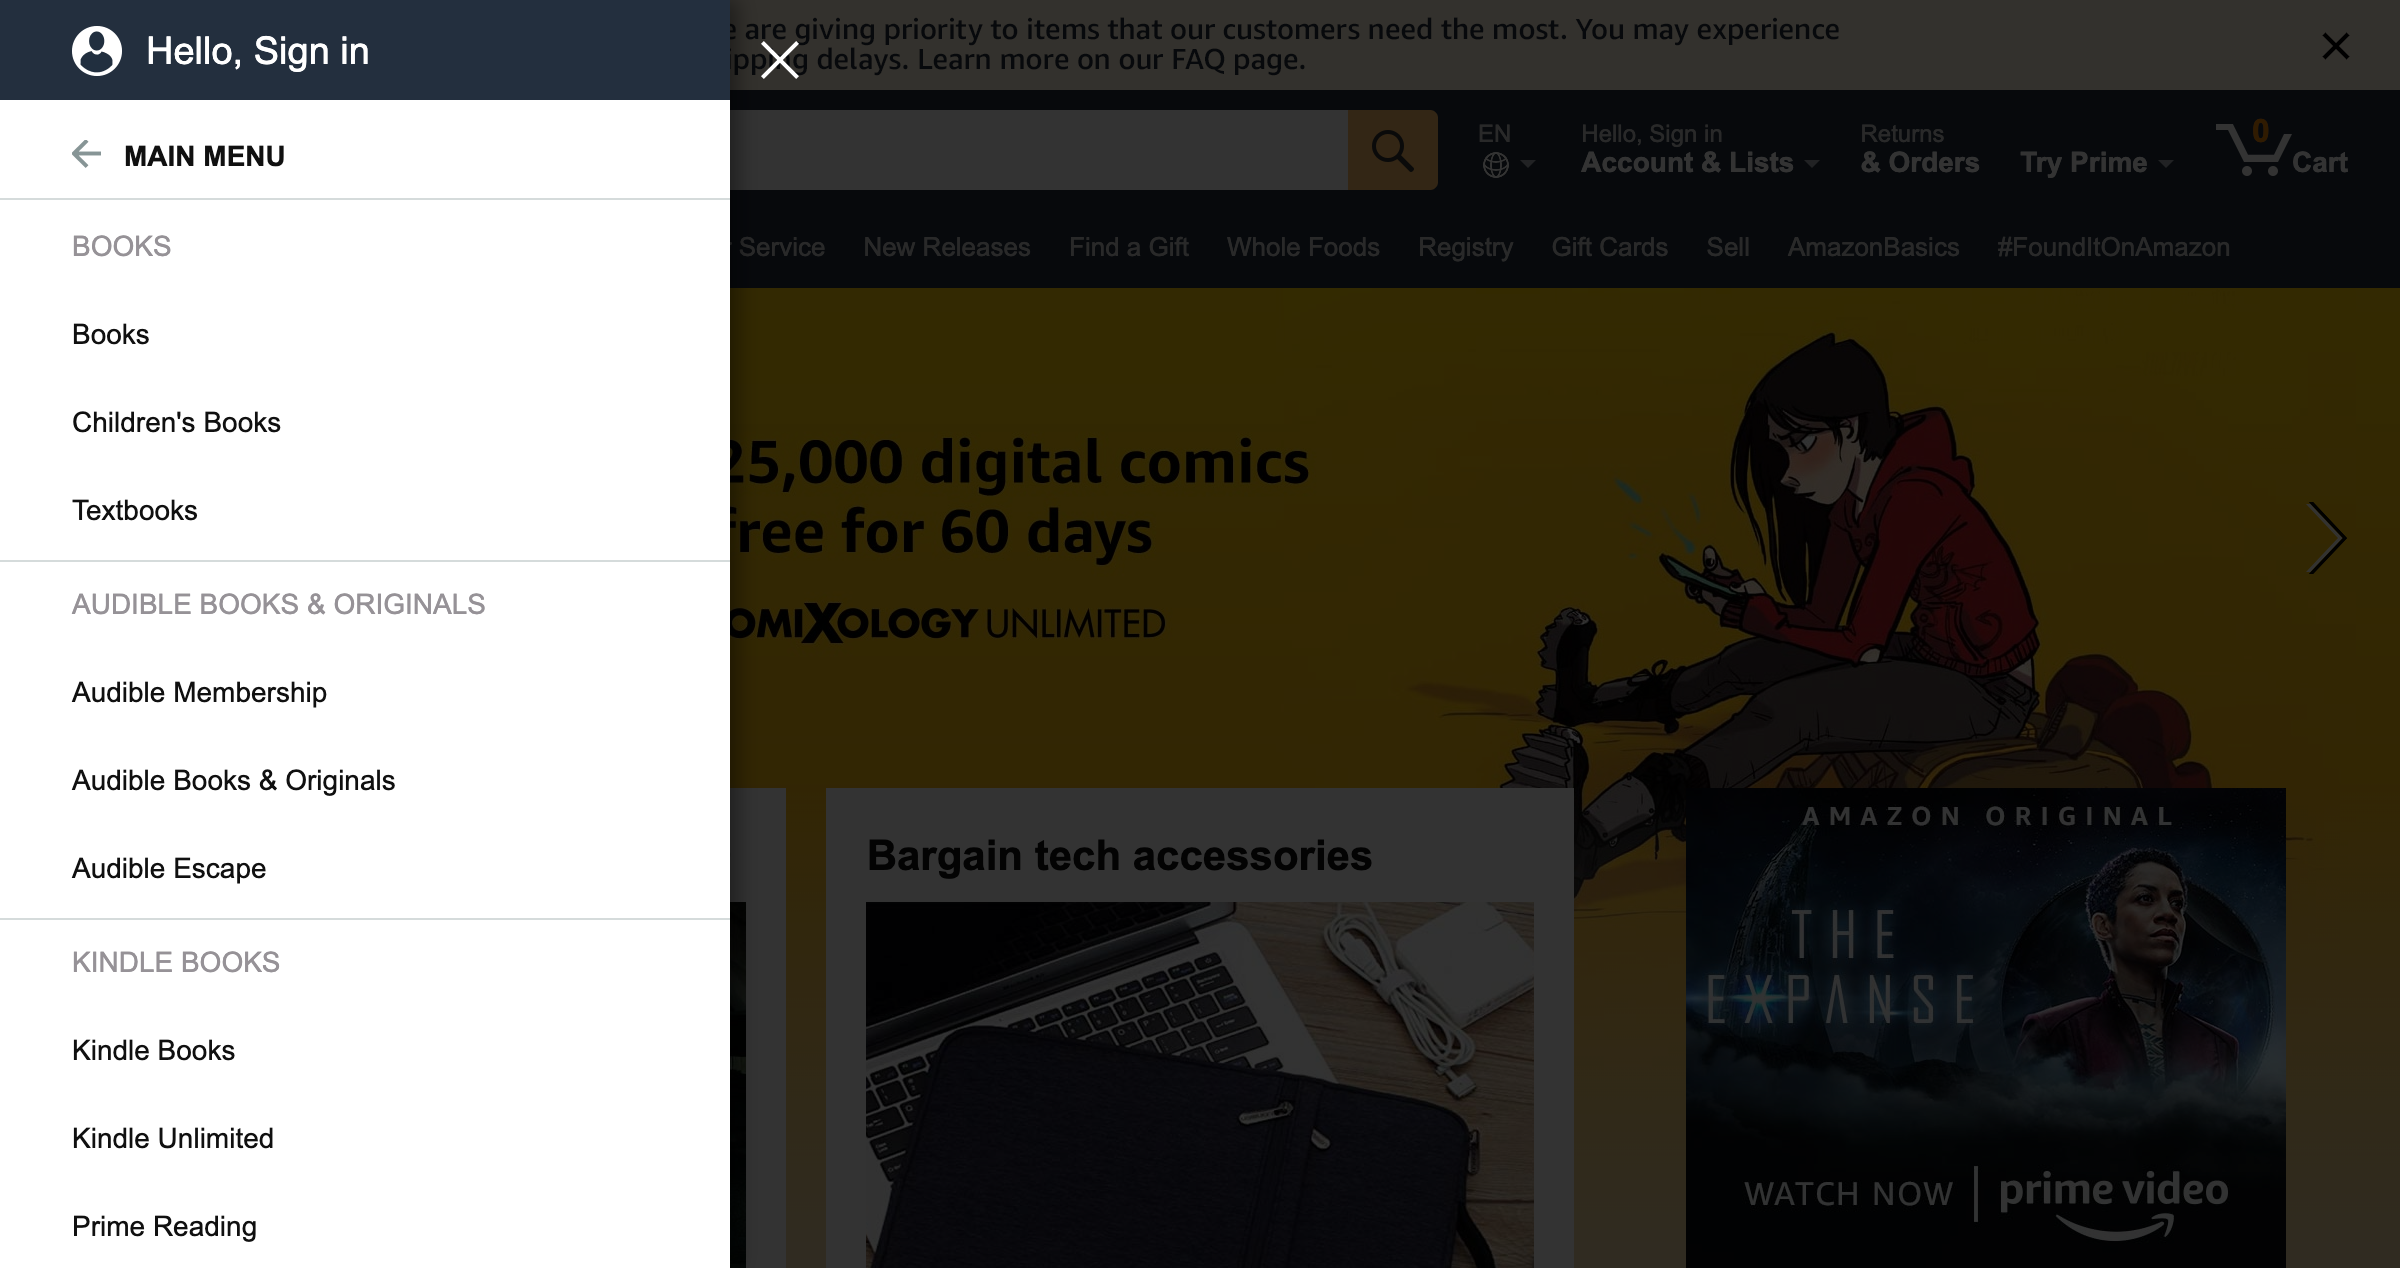 Hello, Sign in
MAIN MENU
BOOKS
Books
Children's Books
Textbooks
AUDIBLE BOOKS & ORIGINALS
Audible Membership
Audible Books & Originals
Audible Escape
KINDLE BOOKS
Kindle Books
Kindle Unlimited
Prime Reading
are giving priority to items that our customers need the most. You may experience
delays. Learn more on our FAQ page.
EN
Hello, Sign in
Account & Lists
Returns
& Orders
Try Prime
0
Cart
Service
New Releases
Find a Gift
Whole Foods
Registry
Gift Cards
Sell
AmazonBasics
#FoundItOnAmazon
25,000 digital comics
free for 60 days
OMIXOLOGY UNLIMITED
Bargain tech accessories
AMAZON ORIGINAL
THE
EXPANSE
WATCH NOW | prime video